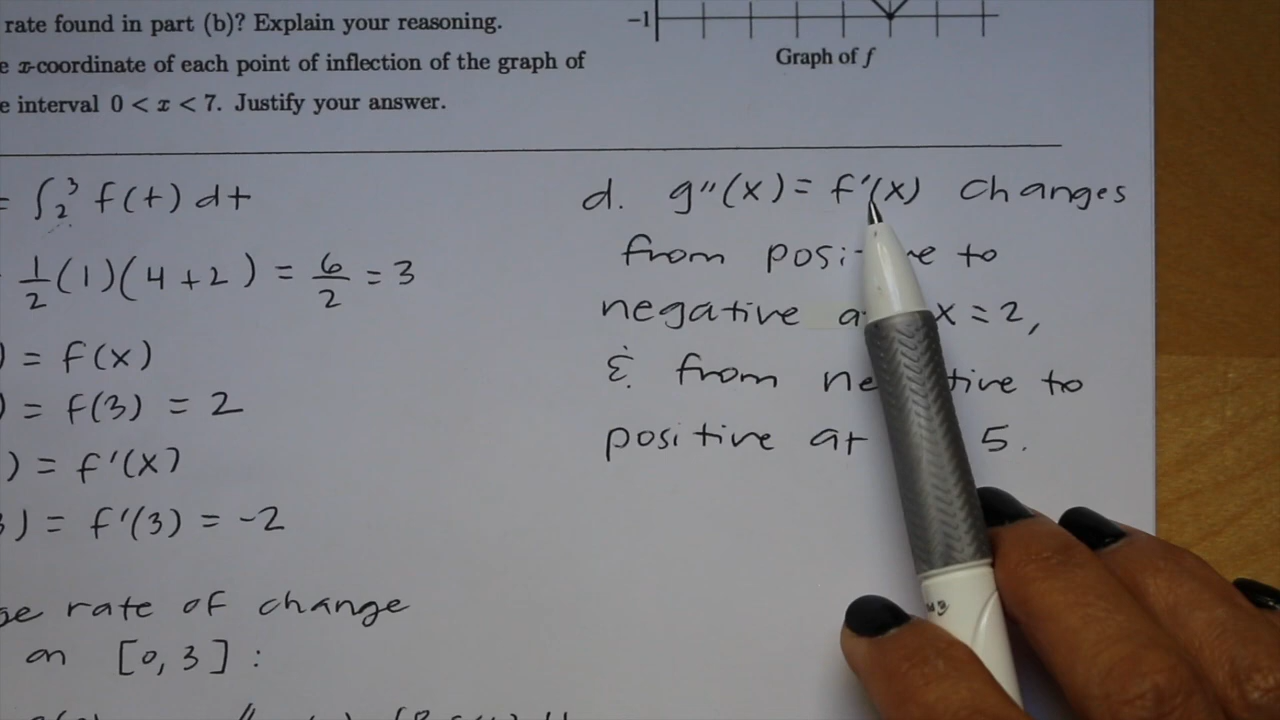 rate found in part (b)? Explain your reasoning.
e x-coordinate of each point of inflection of the graph of
e interval 0 < x < 7. Justify your answer.
−1
Graph of f
= ∫₂³ f(t) dt
1/2 (1)(4+2) = 6/2 = 3
) = f(x)
) = f(3) = 2
) = f'(x)
3) = f'(3) = -2
ge rate of change
on [0, 3] :
d. g''(x) = f'(x) changes
from posi e to
negative a x = 2,
& from ne tive to
positive at 5.